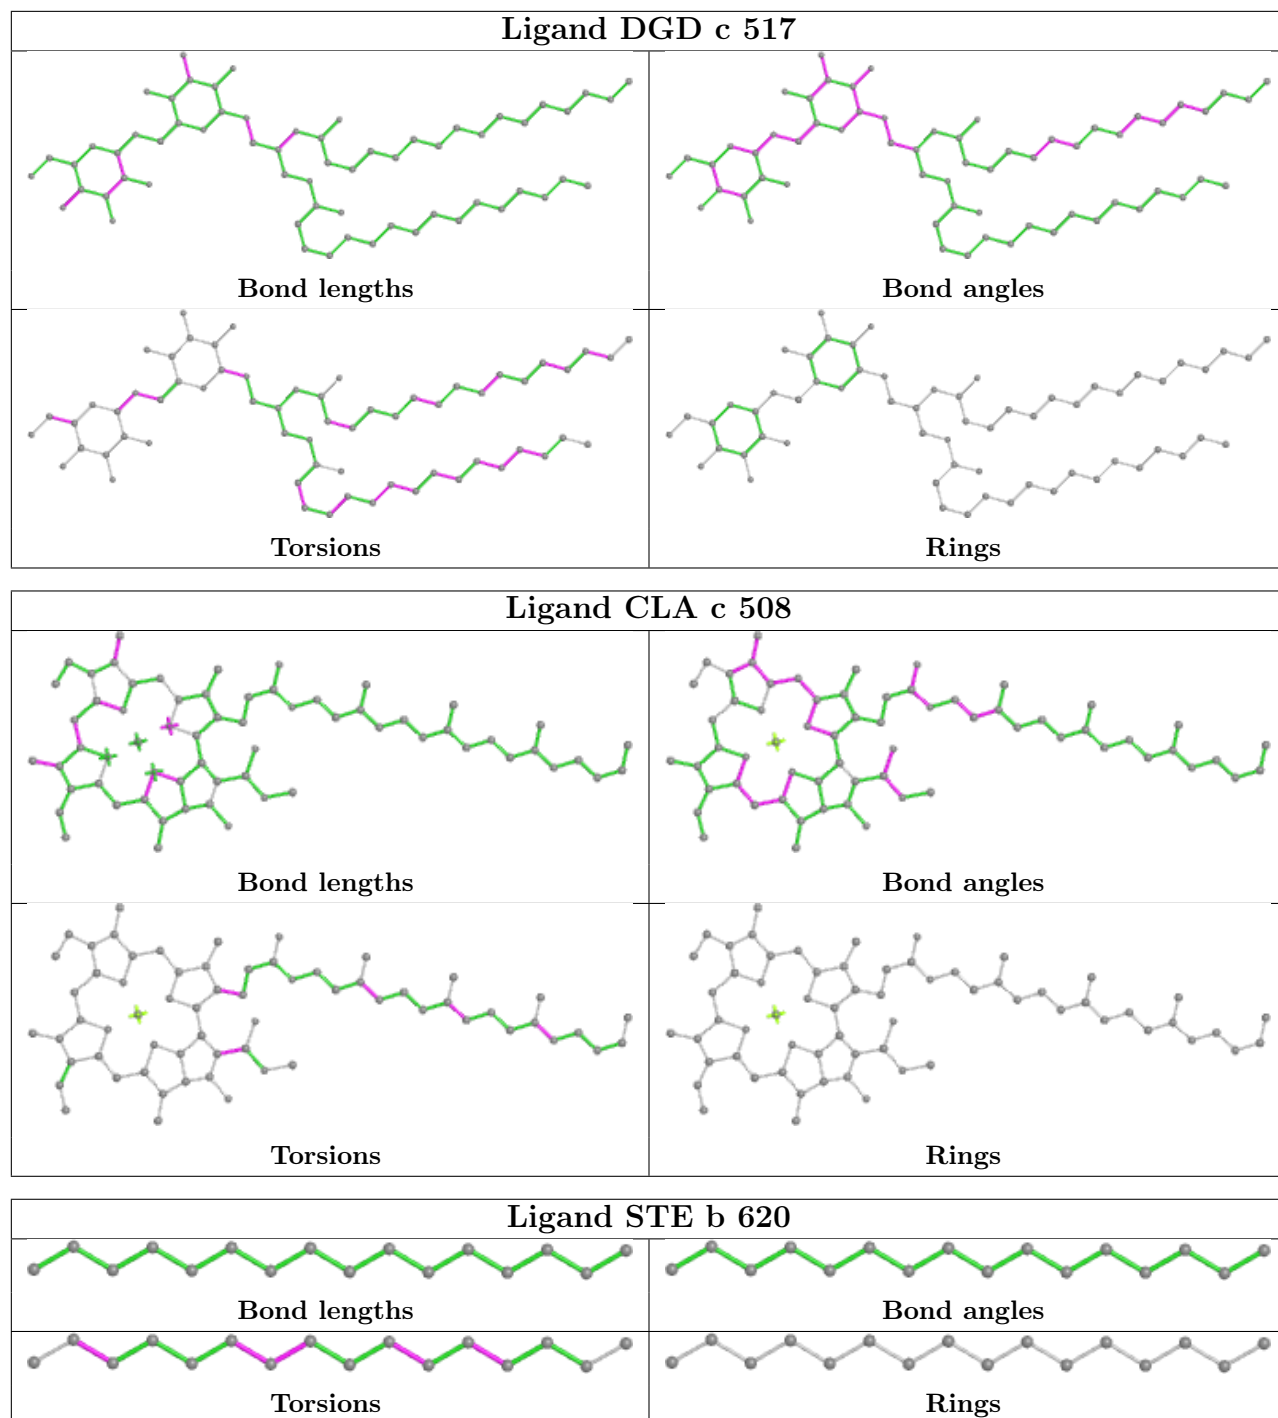 Ligand DGD c 517
Bond lengths
Bond angles
Torsions
Rings
Ligand CLA c 508
Bond lengths
Bond angles
Torsions
Rings
Ligand STE b 620
Bond lengths
Bond angles
Torsions
Rings